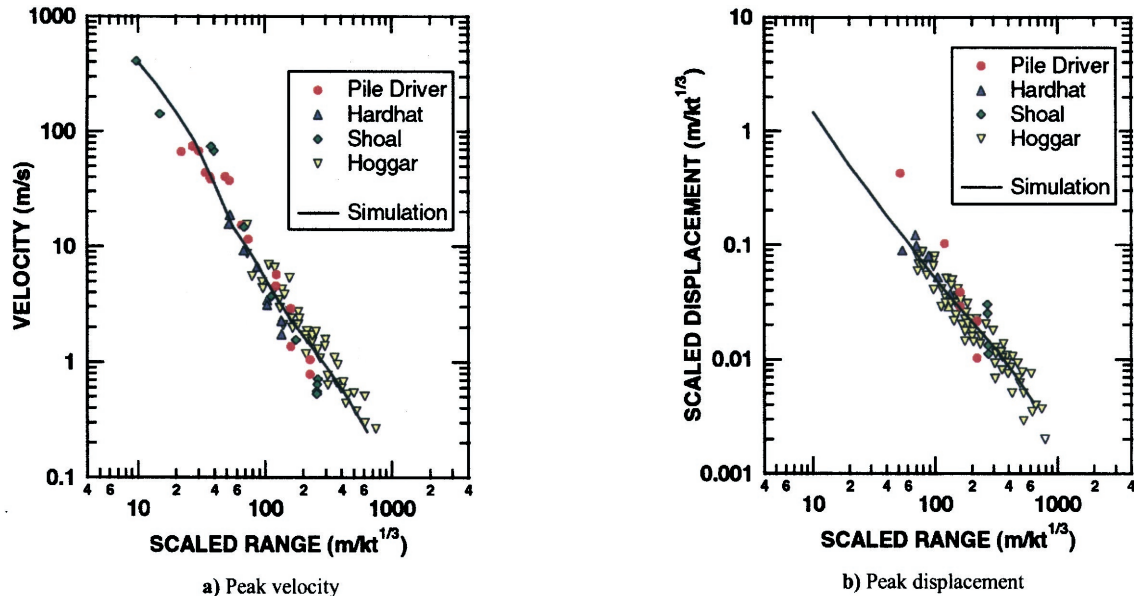 1000
100
10
1
0.1
VELOCITY (m/s)
Pile Driver
Hardhat
Shoal
Hoggar
Simulation
4 6 2 4 6 2 4 6 2 4
10 100 1000
SCALED RANGE (m/kt^1/3)
a) Peak velocity
10
1
0.1
0.01
0.001
SCALED DISPLACEMENT (m/kt^1/3)
Pile Driver
Hardhat
Shoal
Hoggar
Simulation
4 6 2 4 6 2 4 6 2 4
10 100 1000
SCALED RANGE (m/kt^1/3)
b) Peak displacement